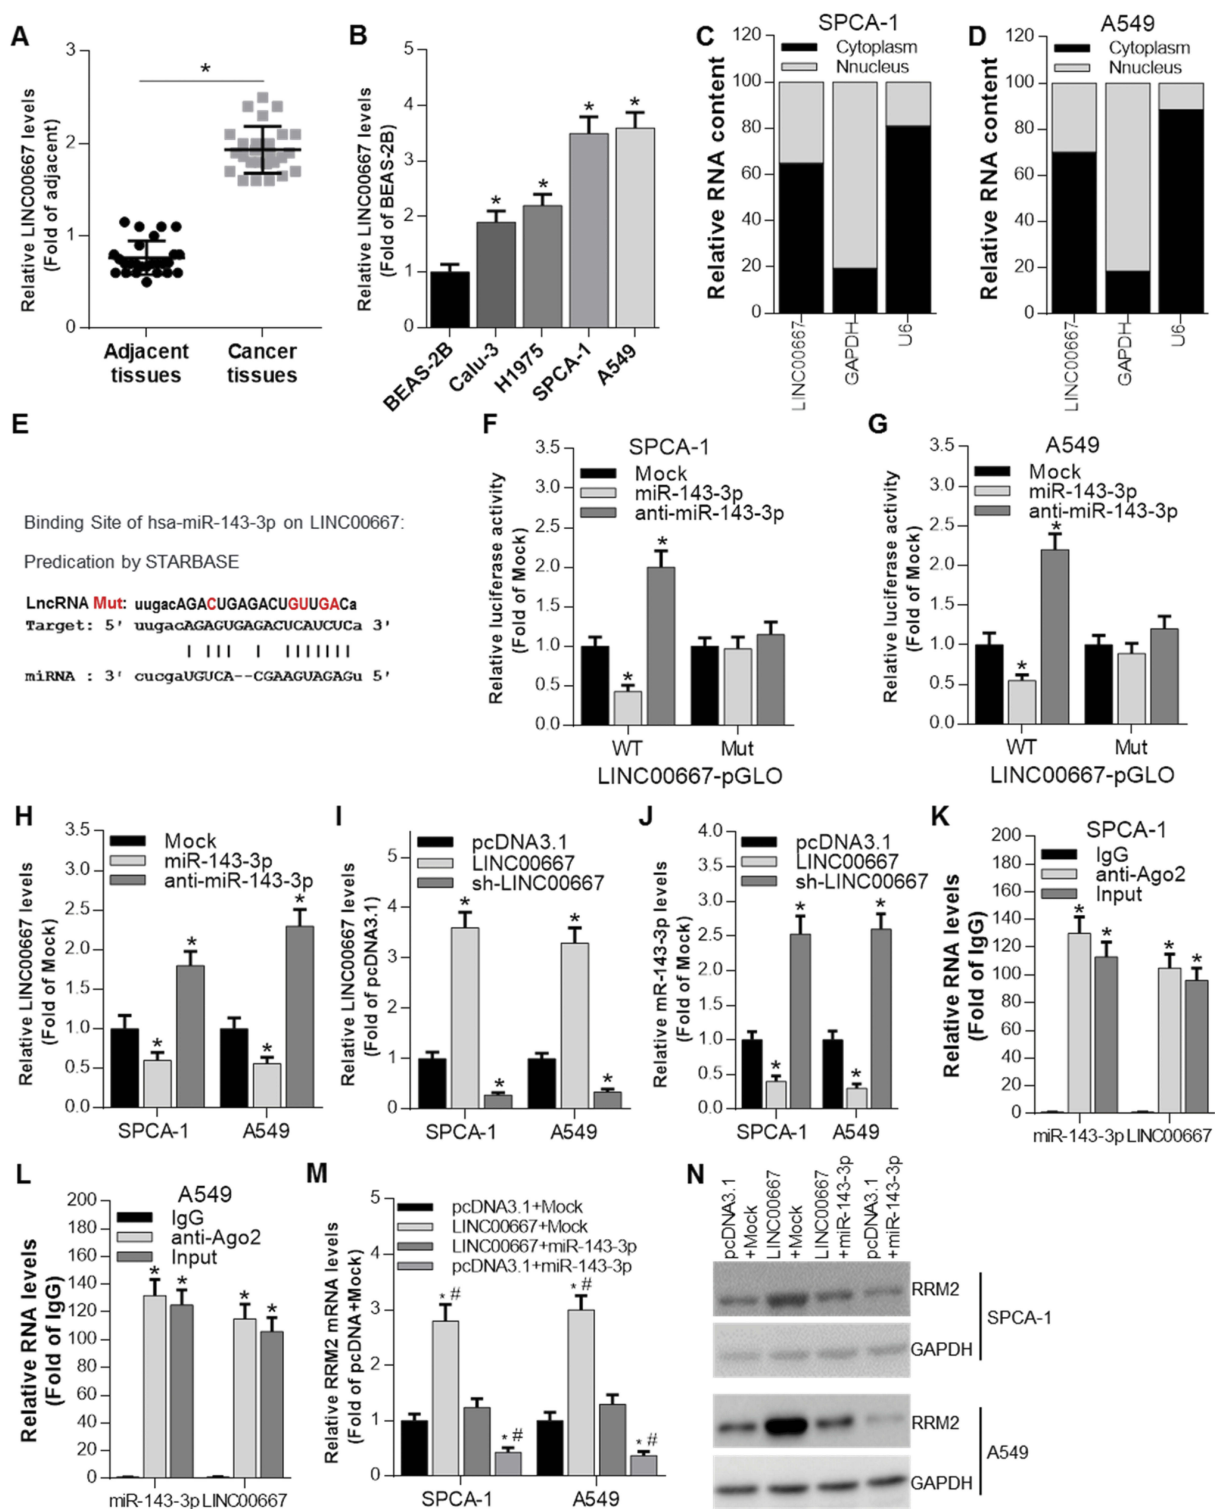 A
Relative LINC00667 levels
(Fold of adjacent)
3
2
1
0
*
Adjacent
tissues
Cancer
tissues
B
Relative LINC00667 levels
(Fold of BEAS-2B)
5
4
3
2
1
0
*
*
*
*
BEAS-2B
Calu-3
H1975
SPCA-1
A549
C
SPCA-1
Relative RNA content
120
100
80
60
40
20
0
Cytoplasm
Nnucleus
LINC00667
GAPDH
U6
D
A549
Relative RNA content
120
100
80
60
40
20
0
Cytoplasm
Nnucleus
LINC00667
GAPDH
U6
E
Binding Site of hsa-miR-143-3p on LINC00667:
Predication by STARBASE
LncRNA Mut: uugacAGACUGAGACUGUUGACa
Target: 5' uugacAGAGUGAGACUCAUCUCa 3'
miRNA : 3' cucgaUGUCA--CGAAGUAGAGu 5'
F
SPCA-1
Relative luciferase activity
(Fold of Mock)
3.5
3.0
2.5
2.0
1.5
1.0
0.5
0.0
Mock
miR-143-3p
anti-miR-143-3p
*
*
WT
Mut
LINC00667-pGLO
G
A549
Relative luciferase activity
(Fold of Mock)
3.5
3.0
2.5
2.0
1.5
1.0
0.5
0.0
Mock
miR-143-3p
anti-miR-143-3p
*
*
WT
Mut
LINC00667-pGLO
H
Relative LINC00667 levels
(Fold of Mock)
3.5
3.0
2.5
2.0
1.5
1.0
0.5
0.0
Mock
miR-143-3p
anti-miR-143-3p
*
*
*
*
SPCA-1
A549
I
Relative LINC00667 levels
(Fold of pcDNA3.1)
5
4
3
2
1
0
pcDNA3.1
LINC00667
sh-LINC00667
*
*
*
*
SPCA-1
A549
J
Relative mR-143-3p levels
(Fold of Mock)
4.0
3.5
3.0
2.5
2.0
1.5
1.0
0.5
0.0
pcDNA3.1
LINC00667
sh-LINC00667
*
*
*
*
SPCA-1
A549
K
SPCA-1
Relative RNA levels
(Fold of IgG)
200
180
160
140
120
100
80
60
40
20
0
IgG
anti-Ago2
Input
*
*
*
*
miR-143-3p
LINC00667
L
A549
Relative RNA levels
(Fold of IgG)
200
180
160
140
120
100
80
60
40
20
0
IgG
anti-Ago2
Input
*
*
*
*
miR-143-3p
LINC00667
M
Relative RRM2 mRNA levels
(Fold of pcDNA+Mock)
5
4
3
2
1
0
pcDNA3.1+Mock
LINC00667+Mock
LINC00667+miR-143-3p
pcDNA3.1+miR-143-3p
*#
*#
*#
*#
SPCA-1
A549
N
pcDNA3.1
+Mock
LINC00667
+Mock
LINC00667
+miR-143-3p
pcDNA3.1
+miR-143-3p
RRM2
GAPDH
SPCA-1
RRM2
GAPDH
A549